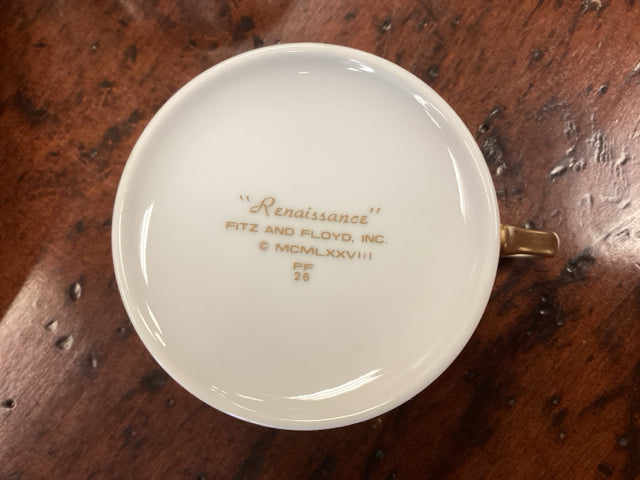 "Renaissance"
FITZ AND FLOYD, INC.
© MCMLXXVIII
FF
26